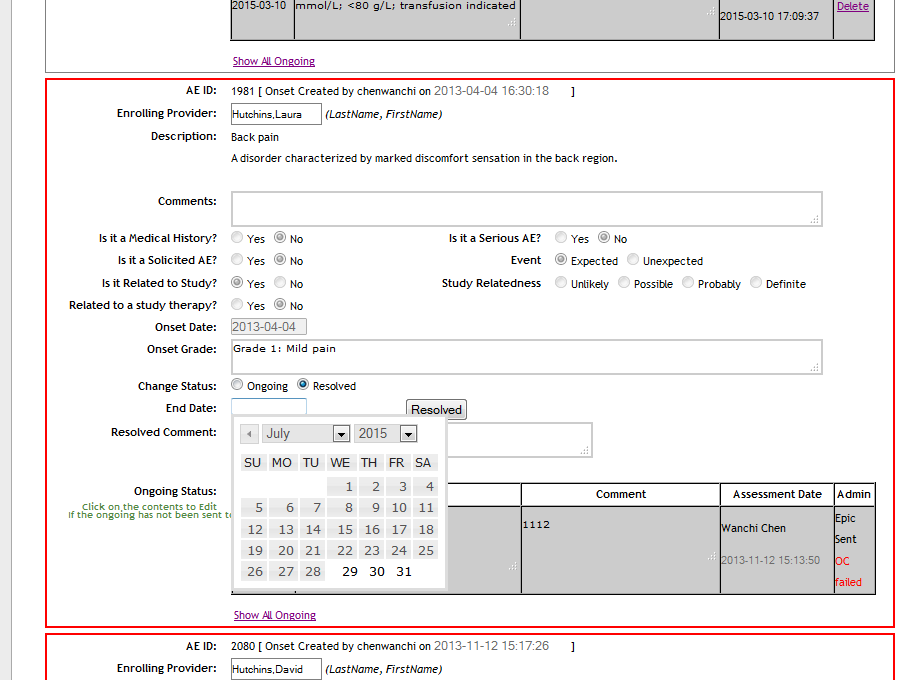 2015-03-10 mmol/L; <80 g/L; transfusion indicated 2015-03-10 17:09:37 Delete
Show All Ongoing
AE ID: 1981 [ Onset Created by chenwanchi on 2013-04-04 16:30:18 ]
Enrolling Provider: Hutchins,Laura (LastName, FirstName)
Description: Back pain
A disorder characterized by marked discomfort sensation in the back region.
Comments:
Is it a Medical History? Yes No Is it a Serious AE? Yes No
Is it a Solicited AE? Yes No Event Expected Unexpected
Is it Related to Study? Yes No Study Relatedness Unlikely Possible Probably Definite
Related to a study therapy? Yes No
Onset Date: 2013-04-04
Onset Grade: Grade 1: Mild pain
Change Status: Ongoing Resolved
End Date: Resolved
Resolved Comment:
July 2015
SU MO TU WE TH FR SA
1 2 3 4
5 6 7 8 9 10 11
12 13 14 15 16 17 18
19 20 21 22 23 24 25
26 27 28 29 30 31
Ongoing Status:
Click on the contents to Edit
If the ongoing has not been sent to
Comment Assessment Date Admin
1112 Wanchi Chen 2013-11-12 15:13:50 Epic Sent OC failed
Show All Ongoing
AE ID: 2080 [ Onset Created by chenwanchi on 2013-11-12 15:17:26 ]
Enrolling Provider: Hutchins,David (LastName, FirstName)